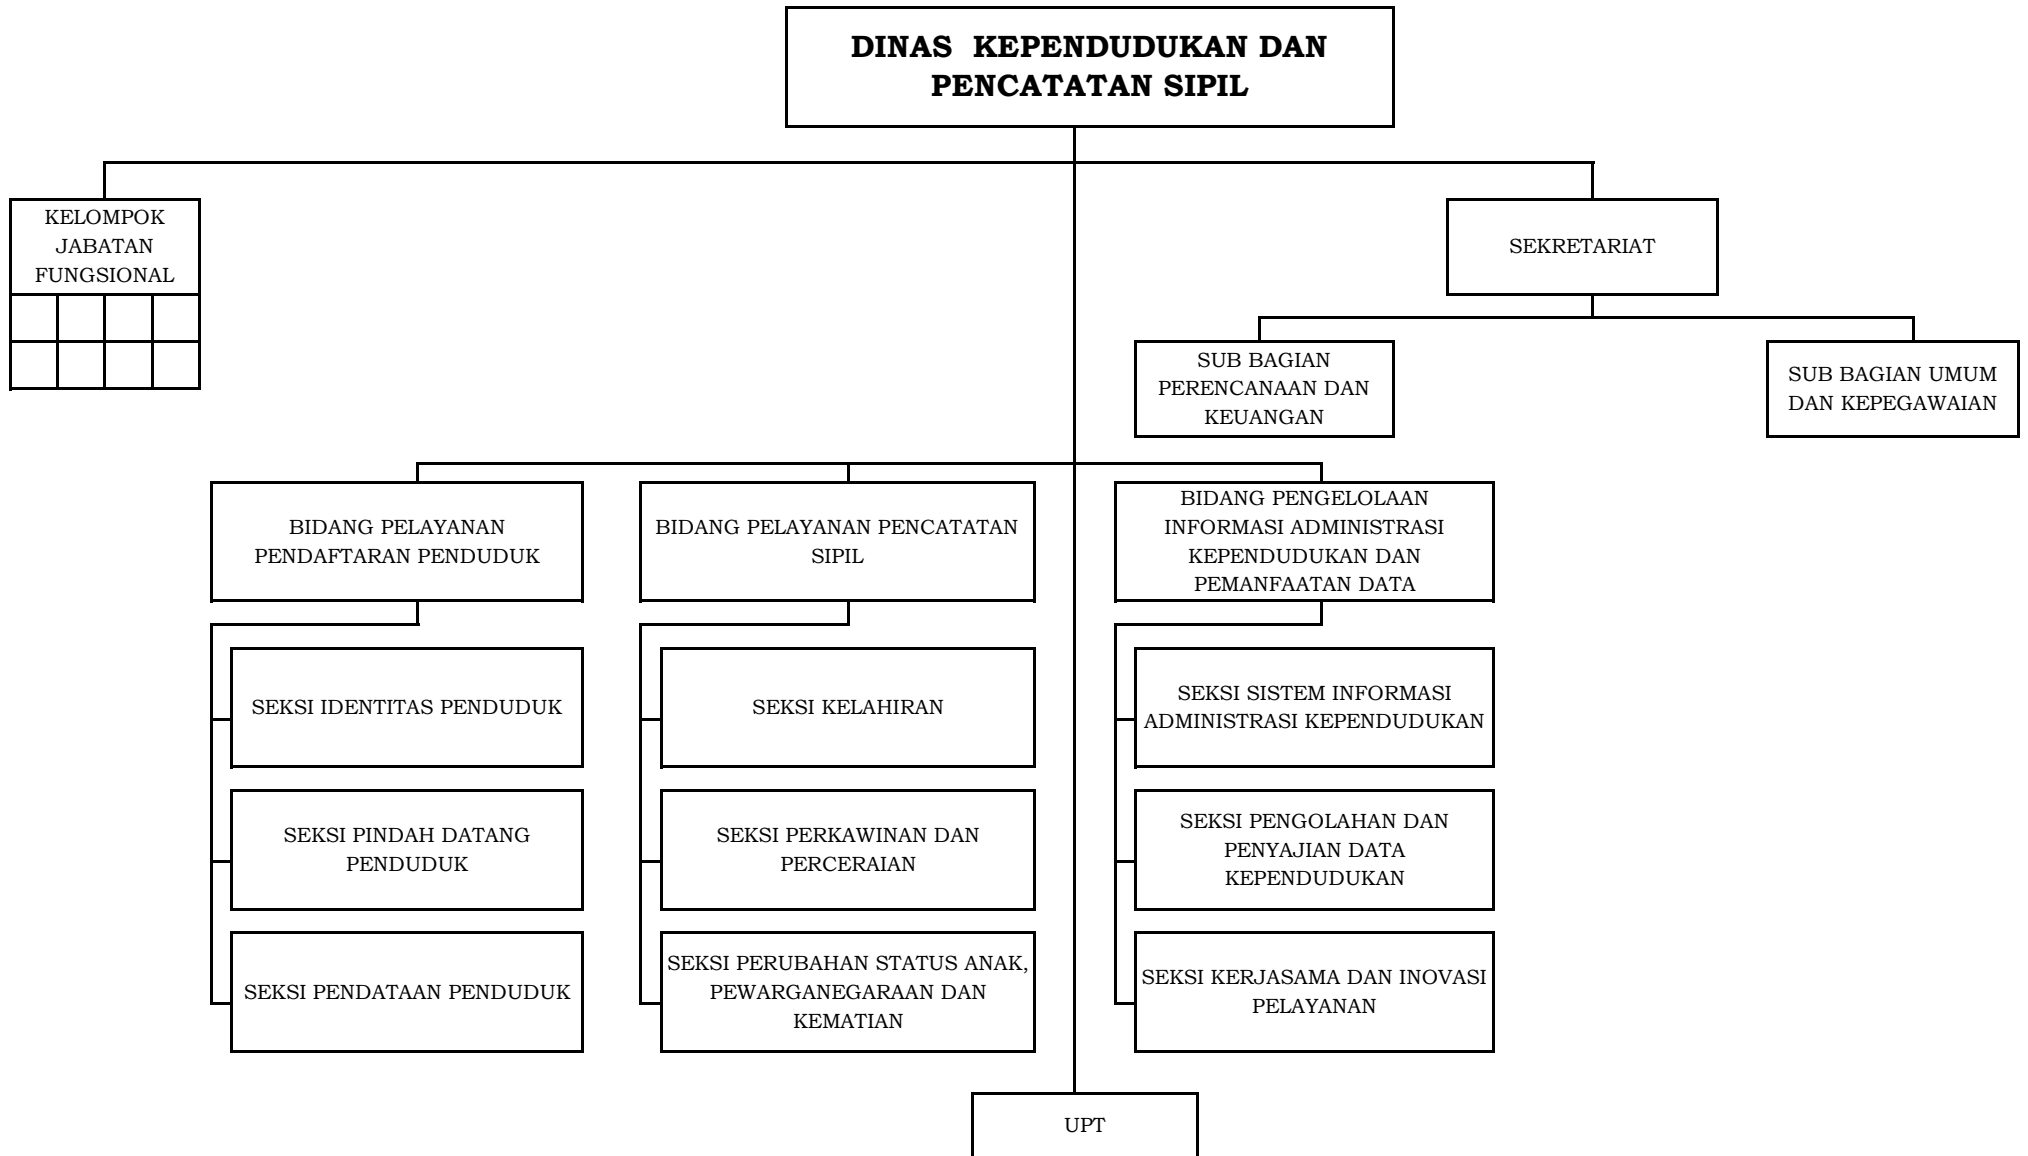 DINAS KEPENDUDUKAN DAN
PENCATATAN SIPIL
KELOMPOK
JABATAN
FUNGSIONAL
SEKRETARIAT
SUB BAGIAN
PERENCANAAN DAN
KEUANGAN
SUB BAGIAN UMUM
DAN KEPEGAWAIAN
BIDANG PELAYANAN
PENDAFTARAN PENDUDUK
BIDANG PELAYANAN PENCATATAN
SIPIL
BIDANG PENGELOLAAN
INFORMASI ADMINISTRASI
KEPENDUDUKAN DAN
PEMANFAATAN DATA
SEKSI IDENTITAS PENDUDUK
SEKSI KELAHIRAN
SEKSI SISTEM INFORMASI
ADMINISTRASI KEPENDUDUKAN
SEKSI PINDAH DATANG
PENDUDUK
SEKSI PERKAWINAN DAN
PERCERAIAN
SEKSI PENGOLAHAN DAN
PENYAJIAN DATA
KEPENDUDUKAN
SEKSI PENDATAAN PENDUDUK
SEKSI PERUBAHAN STATUS ANAK,
PEWARGANEGARAAN DAN
KEMATIAN
SEKSI KERJASAMA DAN INOVASI
PELAYANAN
UPT